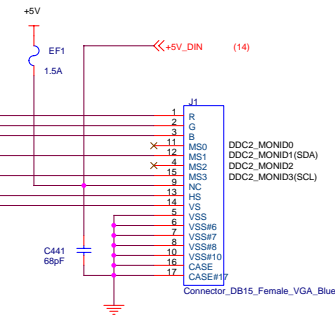 +5V
EF1
+5V_DIN (14)
1.5A
J1
1 R
2 G
3 B
11 MS0 DDC2_MONID0
12 MS1 DDC2_MONID1(SDA)
4 MS2 DDC2_MONID2
15 MS3 DDC2_MONID3(SCL)
9 NC
13 HS
14 VS
5 VSS
6 VSS#6
7 VSS#7
8 VSS#8
10 VSS#10
16 CASE
17 CASE#17
C441
68pF
Connector_DB15_Female_VGA_Blue